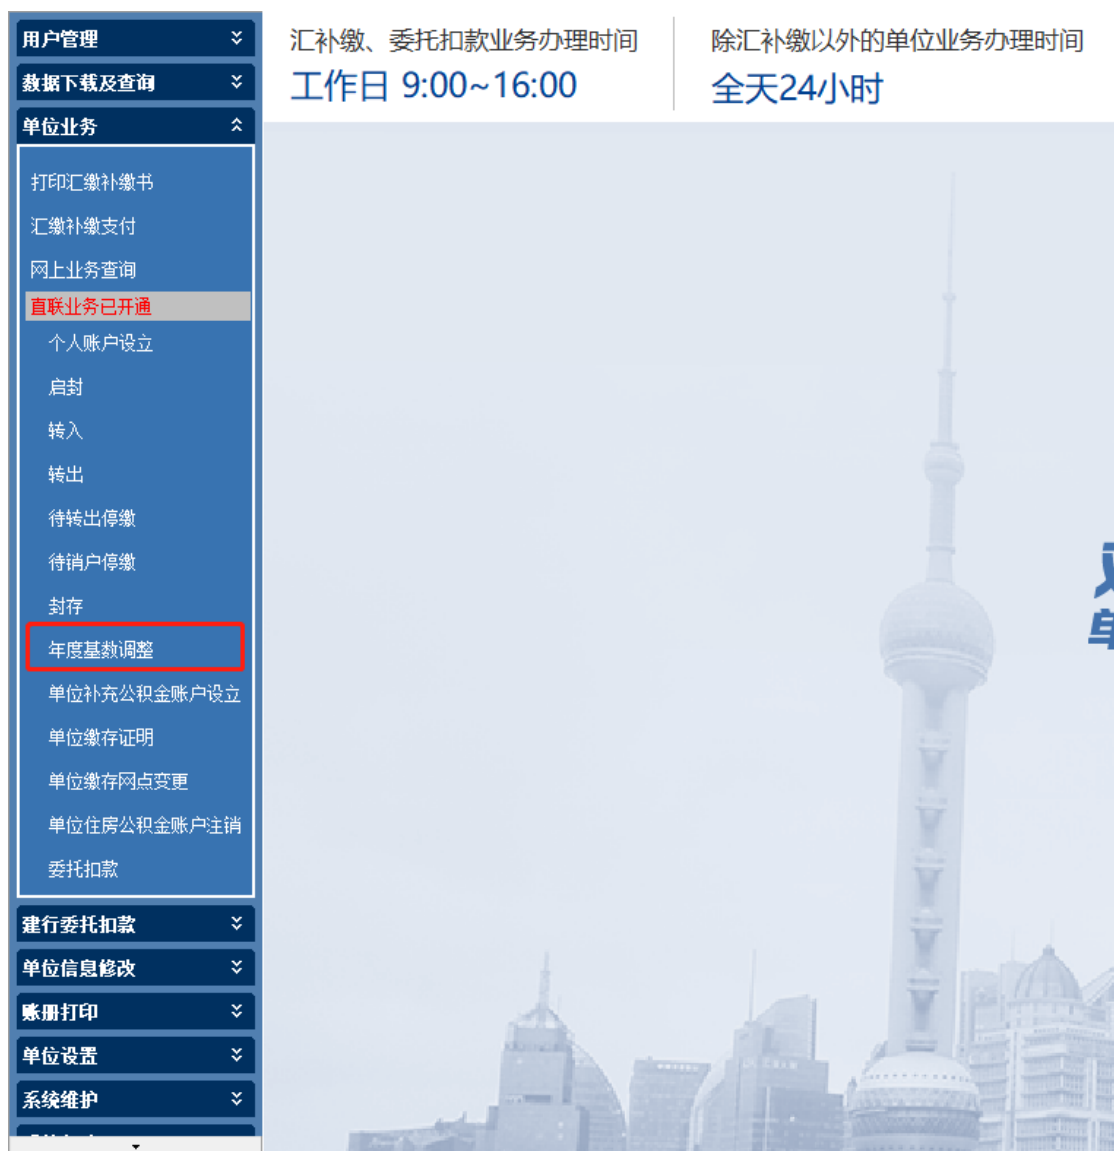 用户管理
数据下载及查询
单位业务
打印汇缴补缴书
汇缴补缴支付
网上业务查询
直联业务已开通
个人账户设立
启封
转入
转出
待转出停缴
待销户停缴
封存
年度基数调整
单位补充公积金账户设立
单位缴存证明
单位缴存网点变更
单位住房公积金账户注销
委托扣款
建行委托扣款
单位信息修改
账册打印
单位设置
系统维护
汇补缴、委托扣款业务办理时间
工作日 9:00~16:00
除汇补缴以外的单位业务办理时间
全天24小时